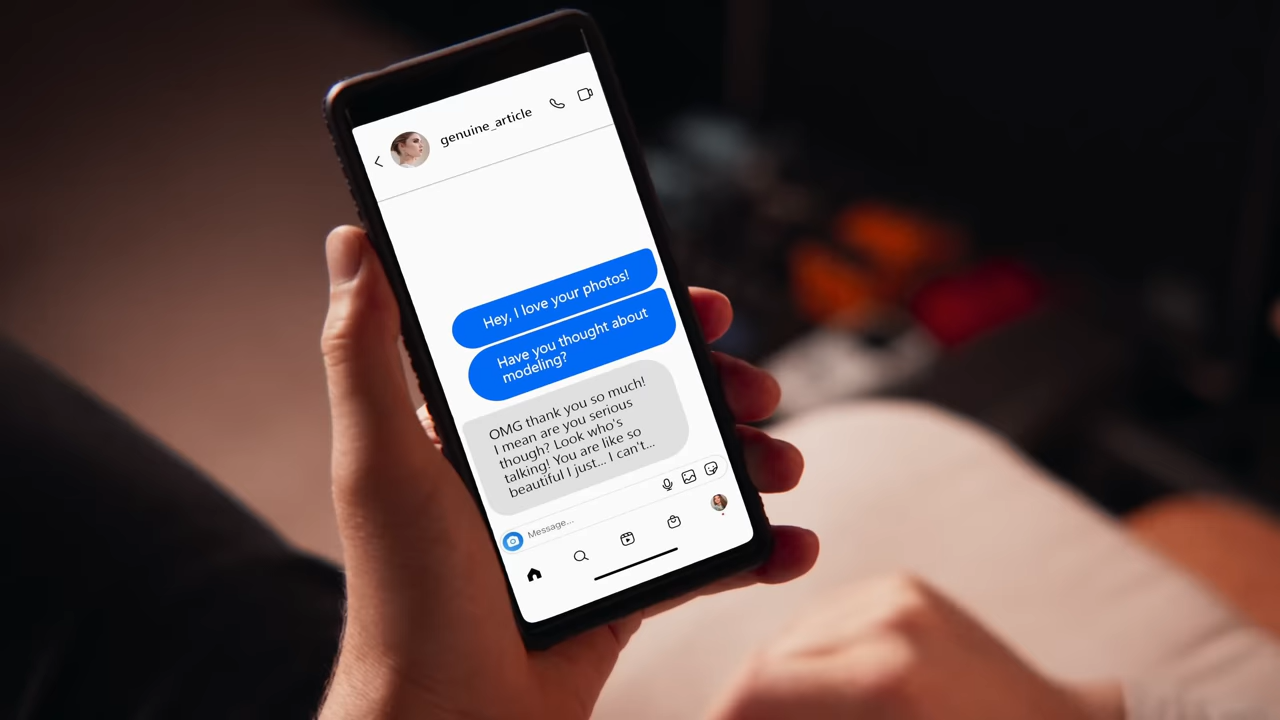 genuine_article
Hey, I love your photos!
Have you thought about
modeling?
OMG thank you so much!
I mean are you serious
though? Look who's
talking! You are like so
beautiful I just... I can't...
Message...